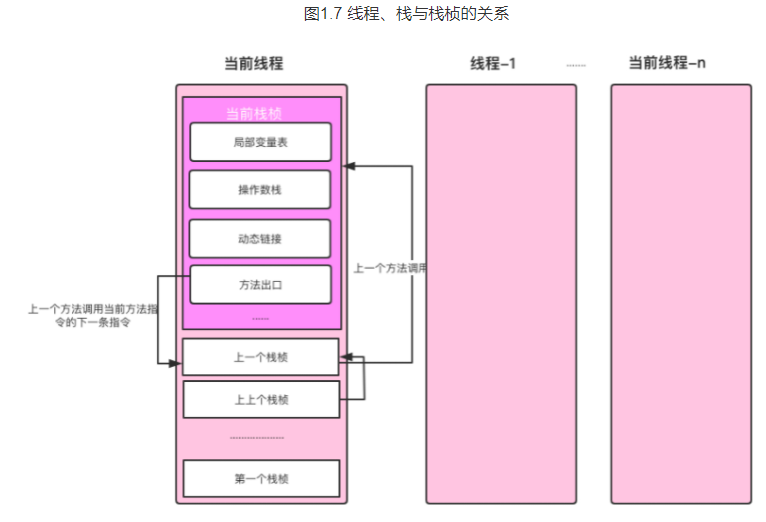 图1.7 线程、栈与栈桢的关系
当前线程
线程-1
......
当前线程-n
当前栈桢
局部变量表
操作数栈
动态链接
上一个方法调用
方法出口
上一个方法调用当前方法指
令的下一条指令
......
上一个栈桢
上上个栈桢
..................
第一个栈桢